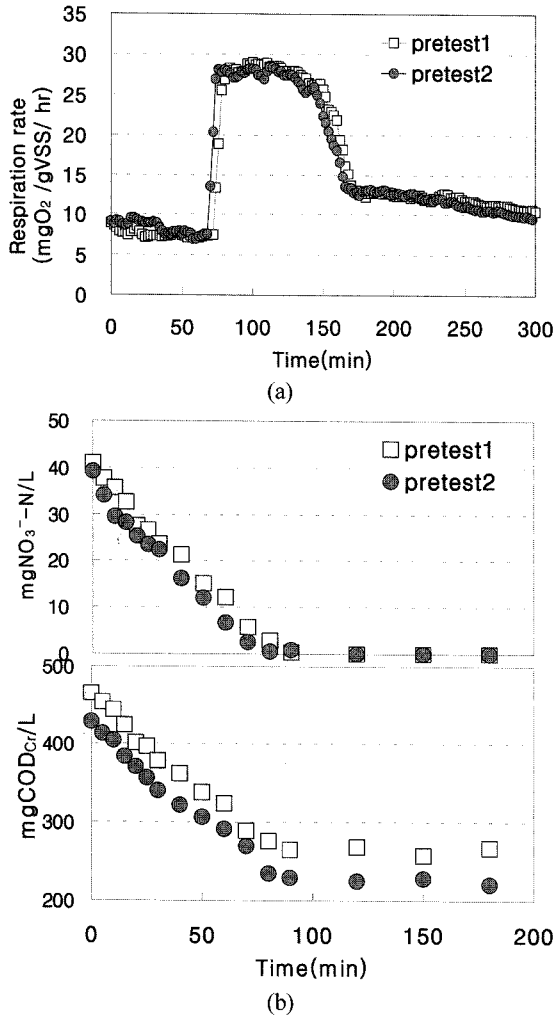 35
30
25
20
15
10
5
0
Respiration rate
(mgO₂ /gVSS/ hr)
pretest1
pretest2
0 50 100 150 200 250 300
Time(min)
(a)
50
40
30
20
10
0
mgNO₃⁻-N/L
pretest1
pretest2
500
400
300
200
mgCOD_Cr/L
0 50 100 150 200
Time(min)
(b)